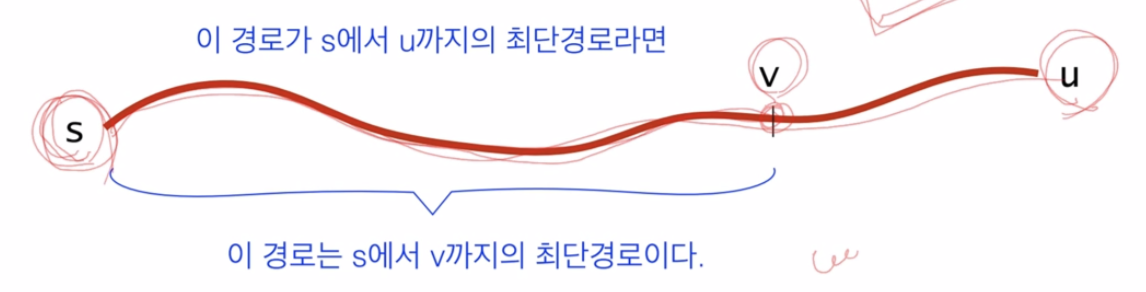 이 경로가 s에서 u까지의 최단경로라면
v
u
s
이 경로는 s에서 v까지의 최단경로이다.